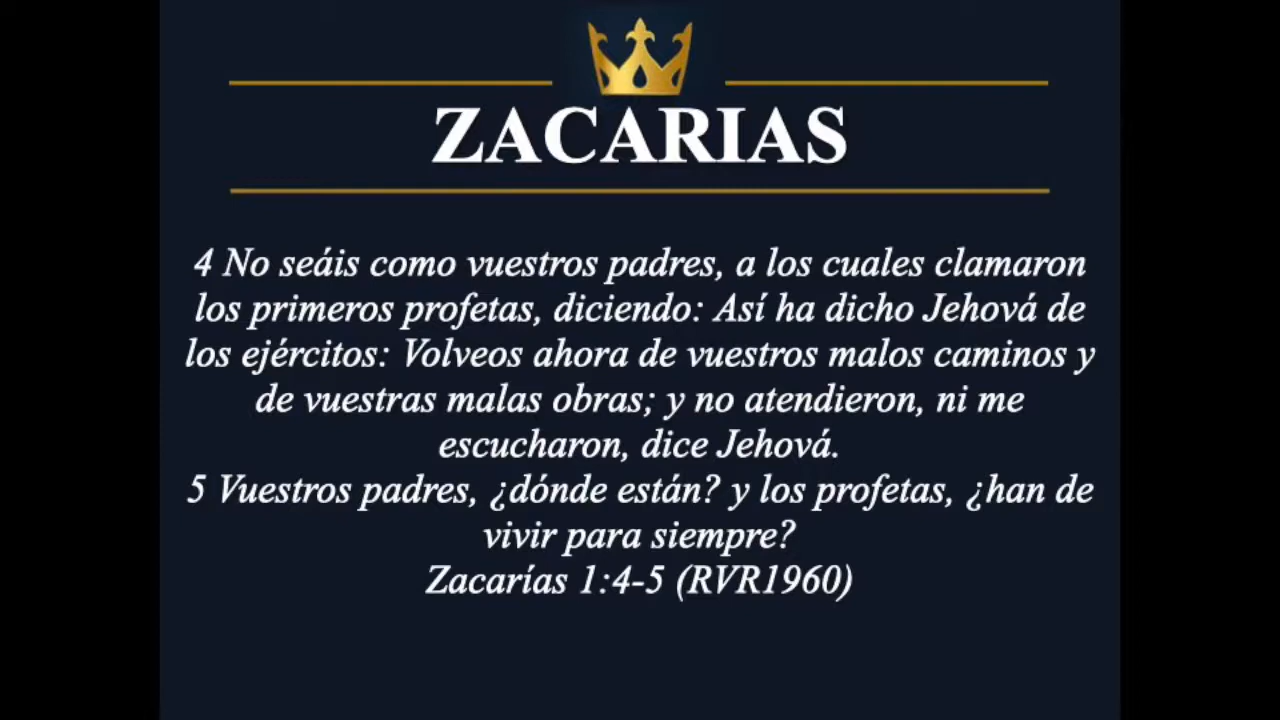 ZACARIAS
4 No seáis como vuestros padres, a los cuales clamaron
los primeros profetas, diciendo: Así ha dicho Jehová de
los ejércitos: Volveos ahora de vuestros malos caminos y
de vuestras malas obras; y no atendieron, ni me
escucharon, dice Jehová.
5 Vuestros padres, ¿dónde están? y los profetas, ¿han de
vivir para siempre?
Zacarías 1:4-5 (RVR1960)